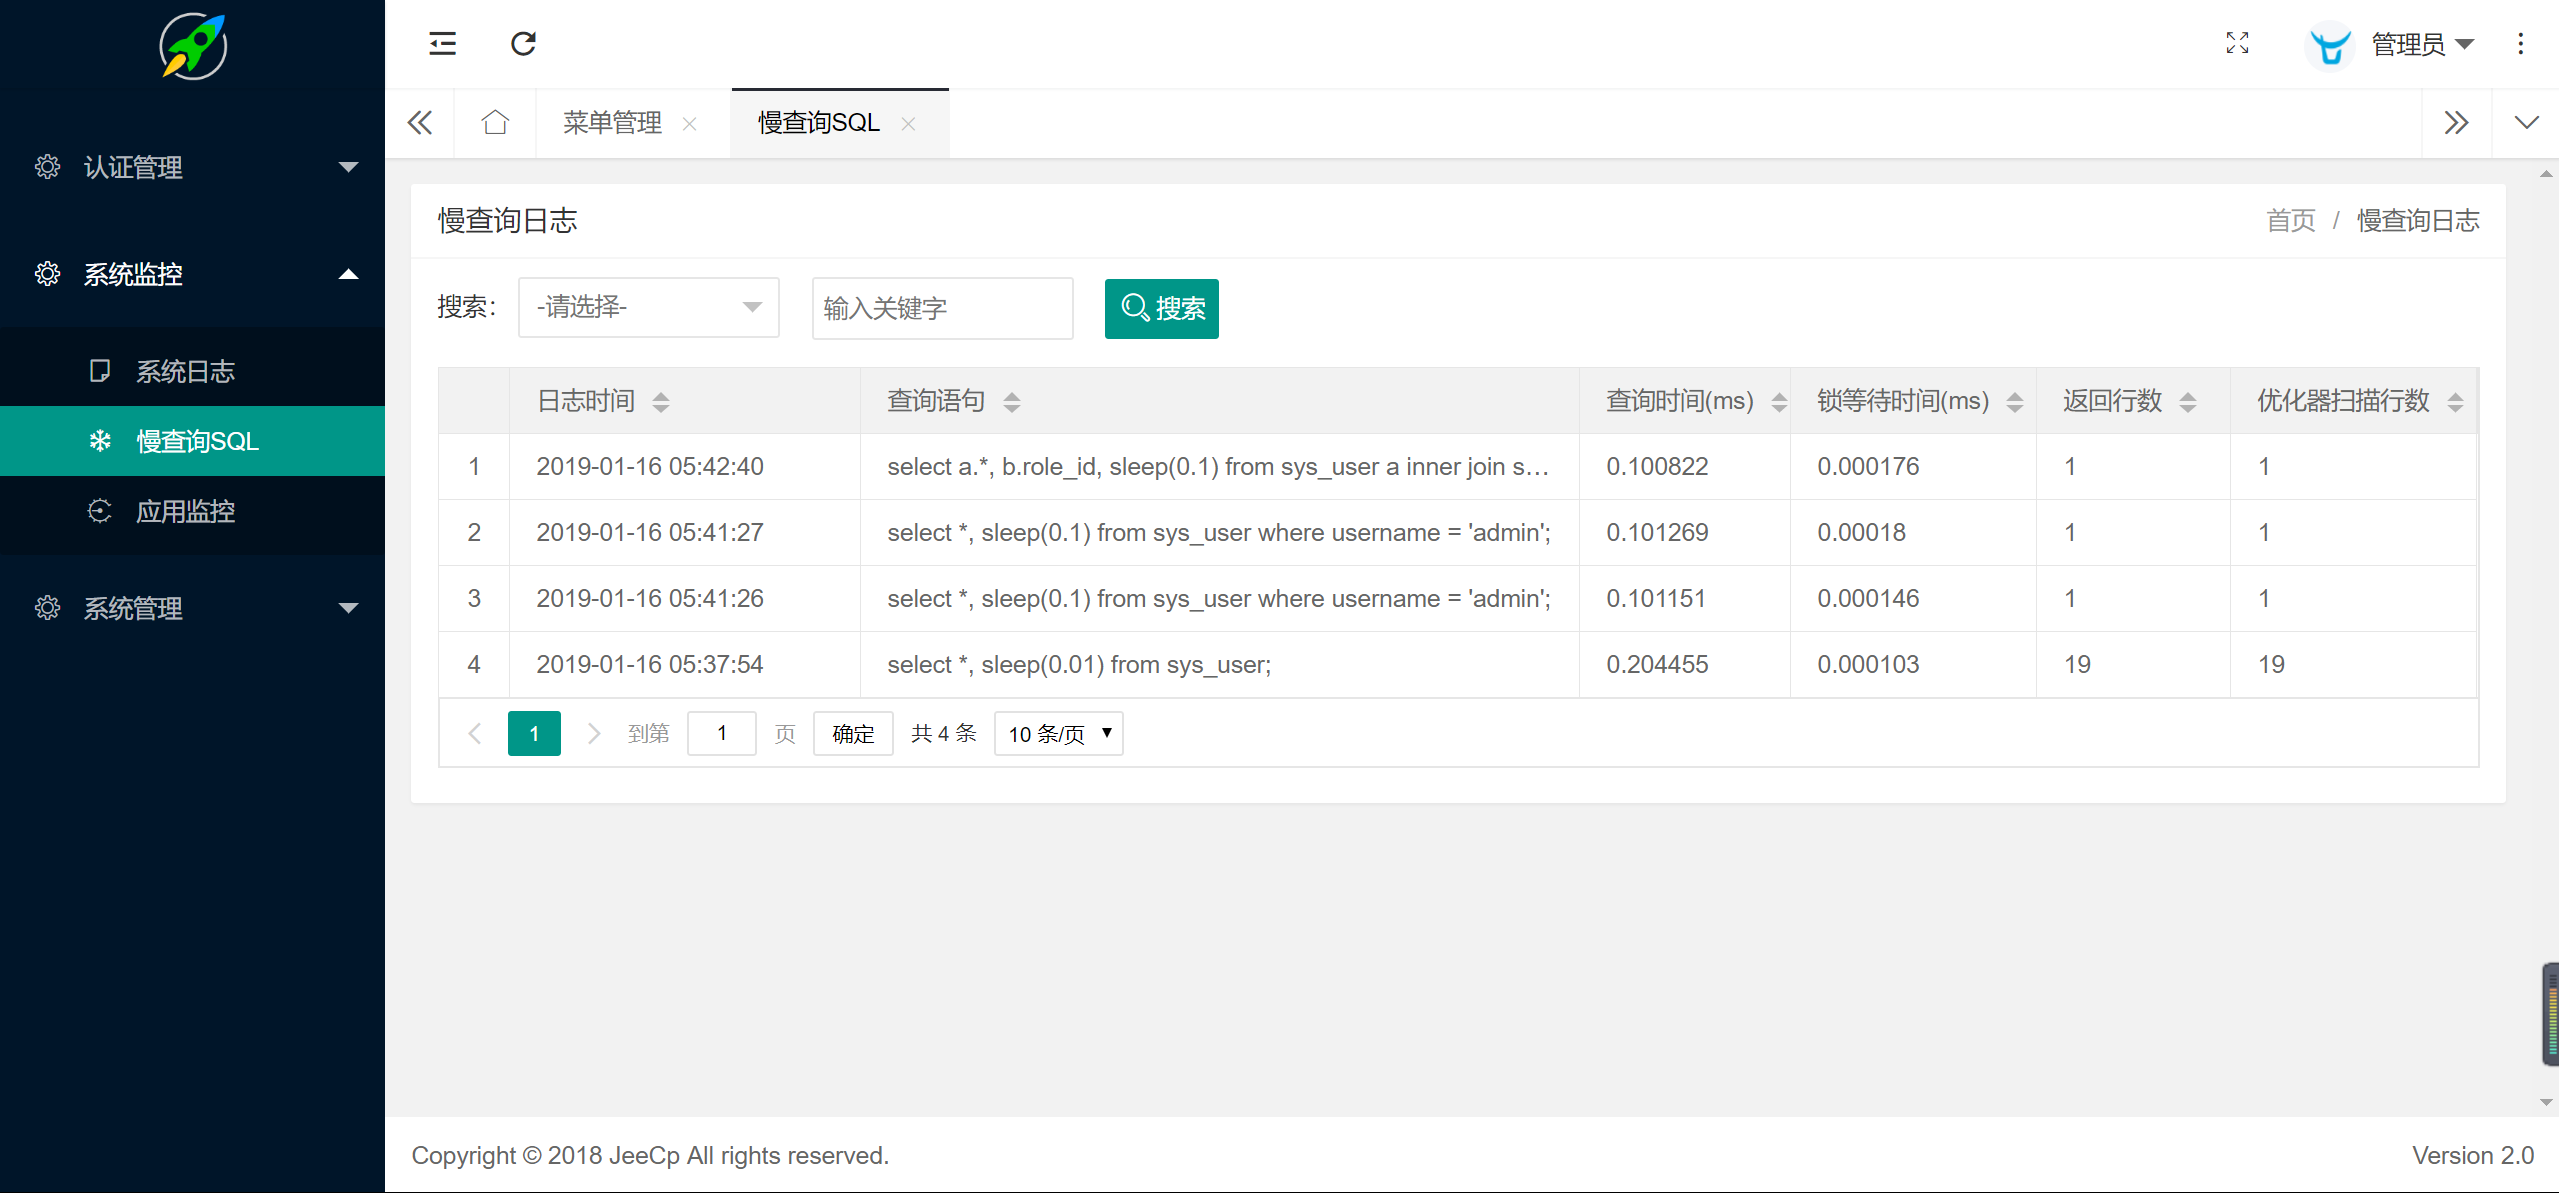 管理员
菜单管理
慢查询SQL
认证管理
系统监控
系统日志
慢查询SQL
应用监控
系统管理
慢查询日志
首页 / 慢查询日志
搜索： -请选择- 输入关键字 搜索
日志时间 查询语句 查询时间(ms) 锁等待时间(ms) 返回行数 优化器扫描行数
1 2019-01-16 05:42:40 select a.*, b.role_id, sleep(0.1) from sys_user a inner join s... 0.100822 0.000176 1 1
2 2019-01-16 05:41:27 select *, sleep(0.1) from sys_user where username = 'admin'; 0.101269 0.00018 1 1
3 2019-01-16 05:41:26 select *, sleep(0.1) from sys_user where username = 'admin'; 0.101151 0.000146 1 1
4 2019-01-16 05:37:54 select *, sleep(0.01) from sys_user; 0.204455 0.000103 19 19
1 到第 1 页 确定 共 4 条 10 条/页
Copyright © 2018 JeeCp All rights reserved.
Version 2.0